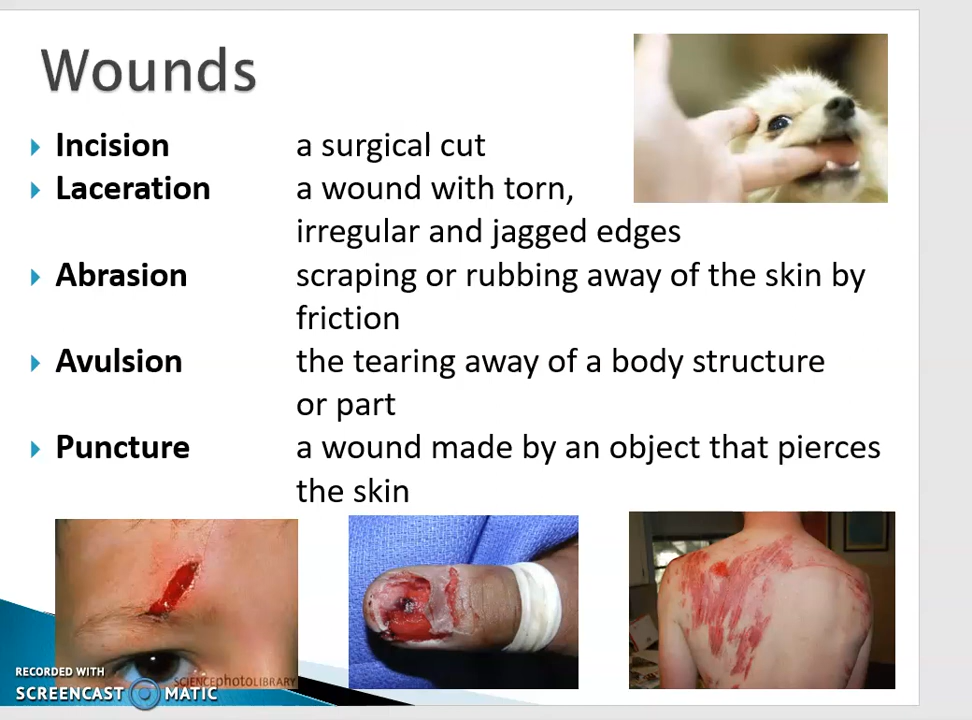 Wounds
Incision a surgical cut
Laceration a wound with torn,
irregular and jagged edges
Abrasion scraping or rubbing away of the skin by
friction
Avulsion the tearing away of a body structure
or part
Puncture a wound made by an object that pierces
the skin
RECORDED WITH
SCREENCAST MATIC
SCIENCEPHOTOLIBRARY